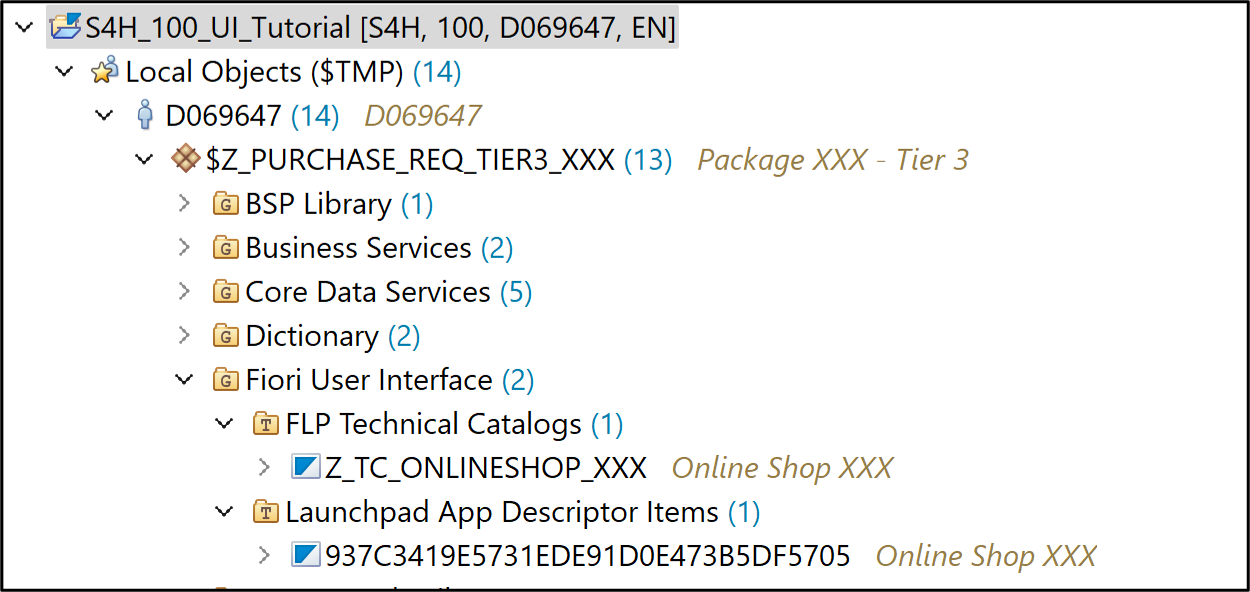 S4H_100_UI_Tutorial [S4H, 100, D069647, EN]
Local Objects ($TMP) (14)
D069647 (14) D069647
$Z_PURCHASE_REQ_TIER3_XXX (13) Package XXX - Tier 3
G BSP Library (1)
G Business Services (2)
G Core Data Services (5)
G Dictionary (2)
G Fiori User Interface (2)
T FLP Technical Catalogs (1)
Z_TC_ONLINESHOP_XXX Online Shop XXX
T Launchpad App Descriptor Items (1)
937C3419E5731EDE91D0E473B5DF5705 Online Shop XXX